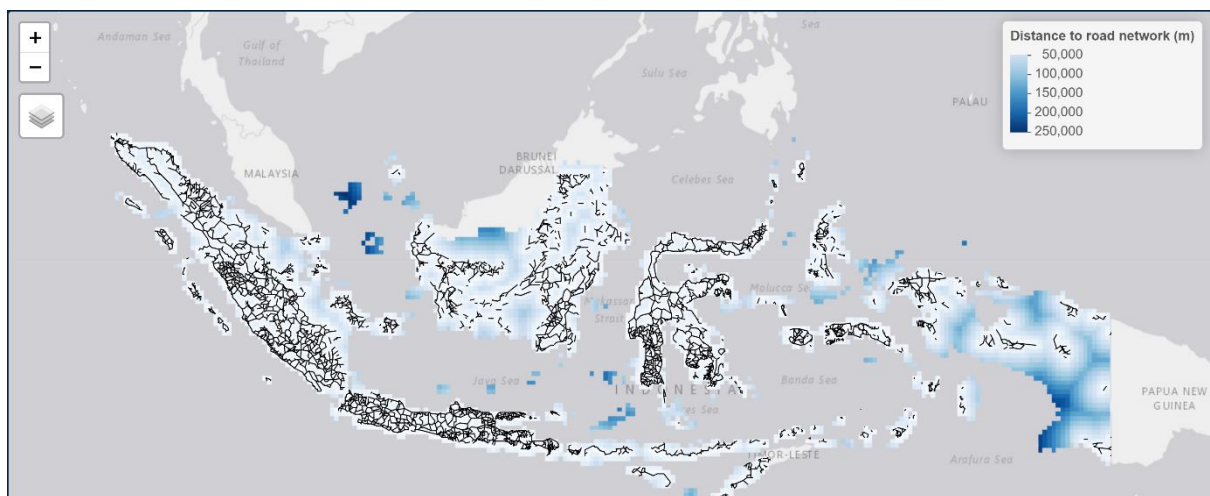 +
−
Andaman Sea
Gulf of
Thailand
Sea
Sulu Sea
PALAU
Distance to road network (m)
50,000
100,000
150,000
200,000
250,000
MALAYSIA
BRUNEI
DARUSSAL
Celebes Sea
Molucca Se
Strait
Java Sea
INDONESIA
Banda Sea
res Sea
PAPUA NEW
GUINEA
TIMOR-LESTE
Arafura Sea